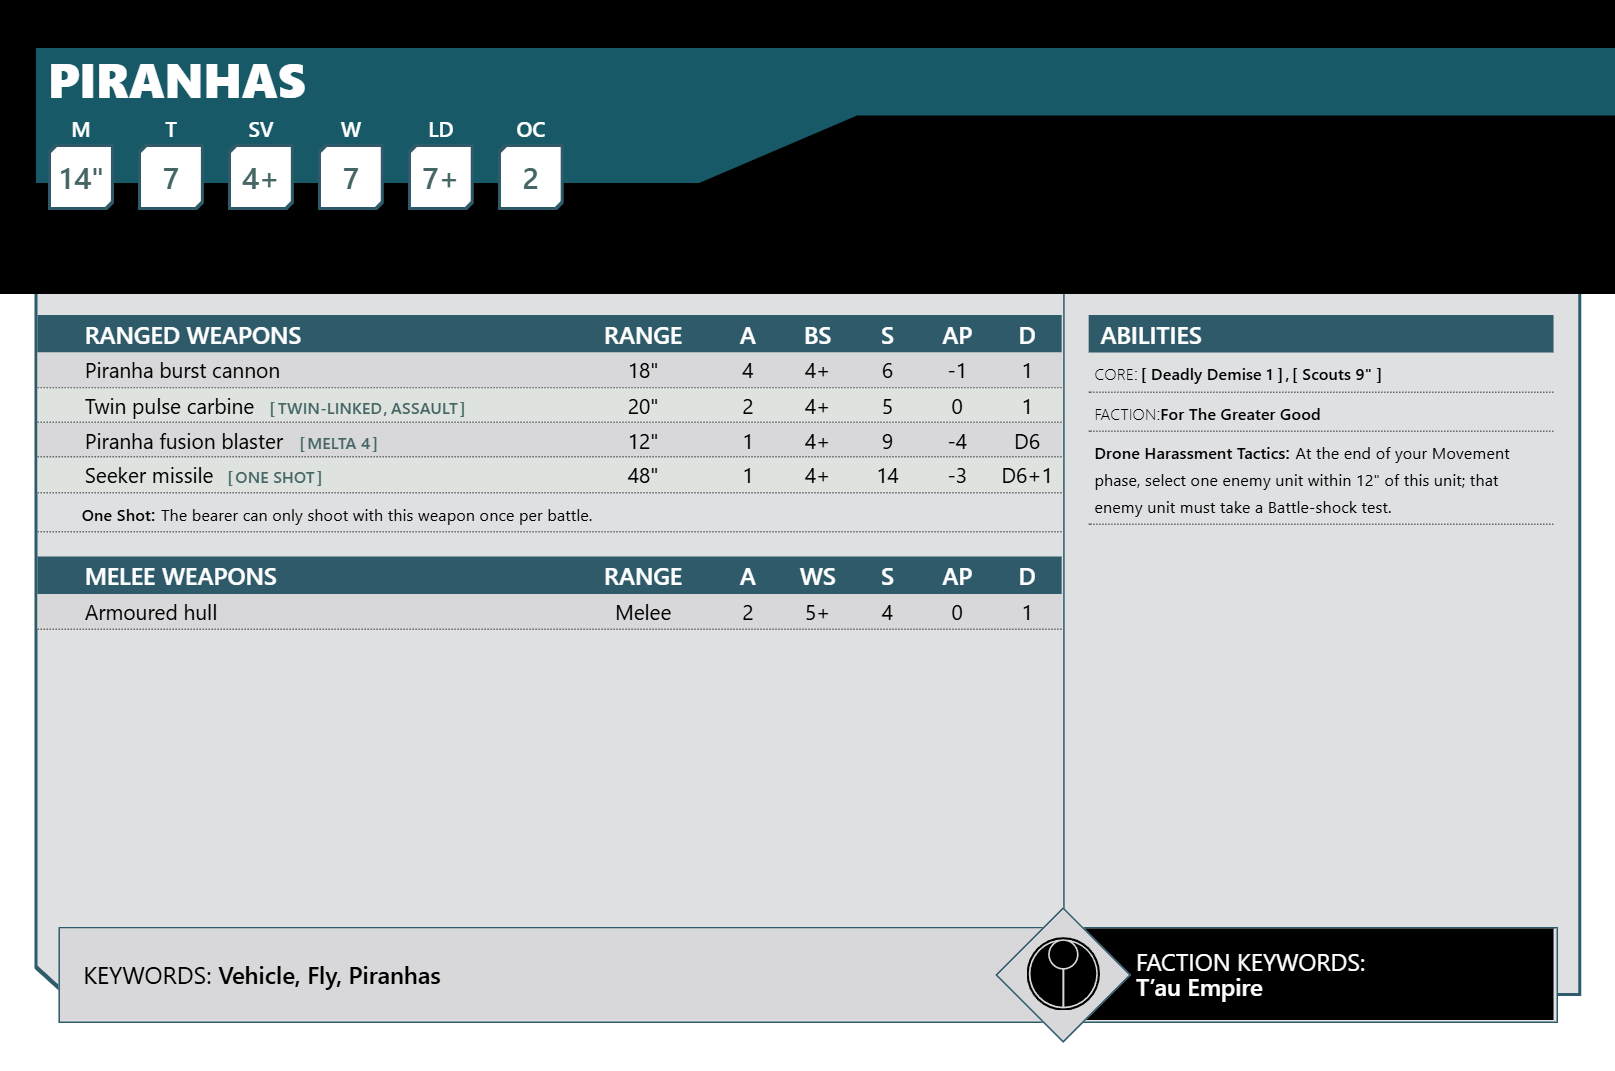 PIRANHAS
M T SV W LD OC
14" 7 4+ 7 7+ 2
RANGED WEAPONS RANGE A BS S AP D
Piranha burst cannon 18" 4 4+ 6 -1 1
Twin pulse carbine [TWIN-LINKED, ASSAULT] 20" 2 4+ 5 0 1
Piranha fusion blaster [MELTA 4] 12" 1 4+ 9 -4 D6
Seeker missile [ONE SHOT] 48" 1 4+ 14 -3 D6+1
One Shot: The bearer can only shoot with this weapon once per battle.
MELEE WEAPONS RANGE A WS S AP D
Armoured hull Melee 2 5+ 4 0 1
ABILITIES
CORE: [ Deadly Demise 1 ] , [ Scouts 9" ]
FACTION:For The Greater Good
Drone Harassment Tactics: At the end of your Movement
phase, select one enemy unit within 12" of this unit; that
enemy unit must take a Battle-shock test.
KEYWORDS: Vehicle, Fly, Piranhas
FACTION KEYWORDS:
T’au Empire